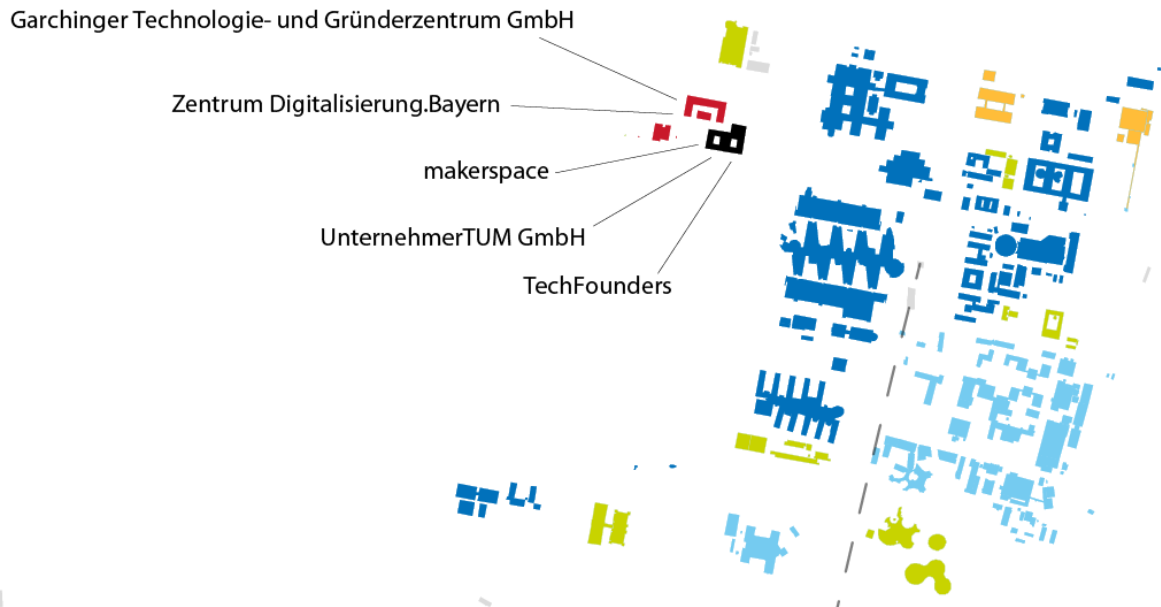 Garchinger Technologie- und Gründerzentrum GmbH
Zentrum Digitalisierung.Bayern
makerspace
UnternehmerTUM GmbH
TechFounders